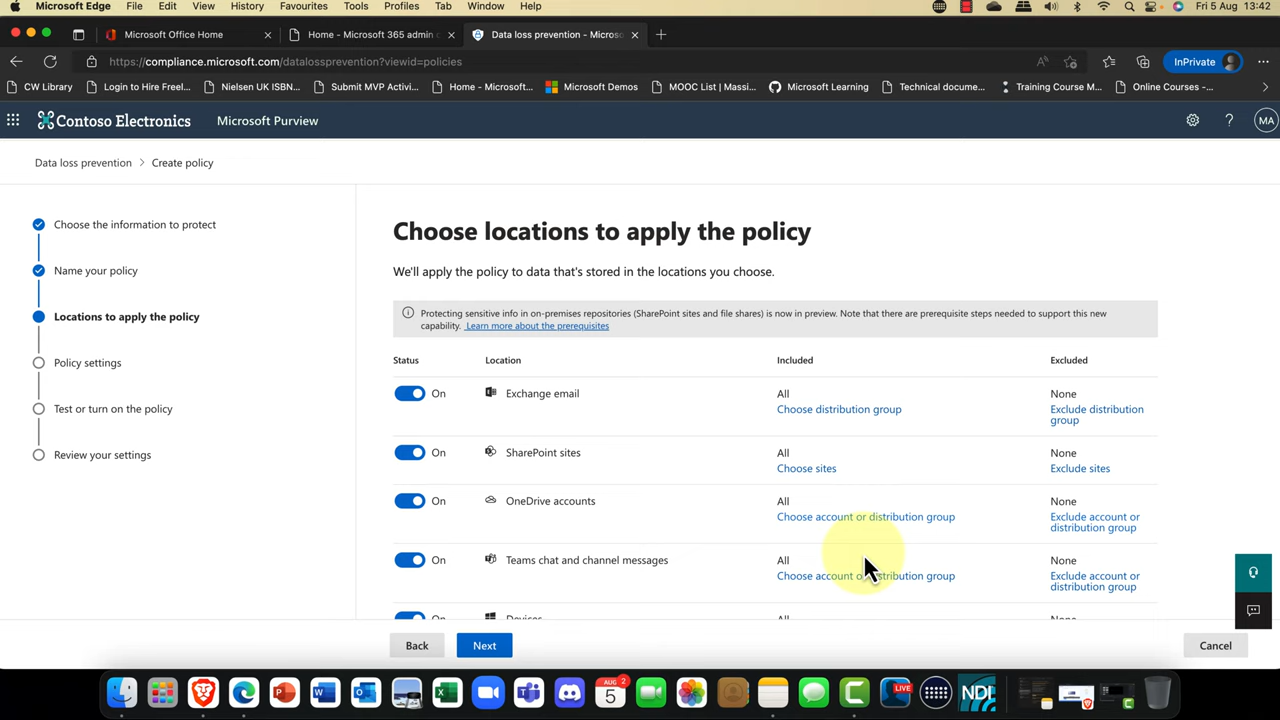 Microsoft Edge File Edit View History Favourites Tools Profiles Tab Window Help Fri 5 Aug 13:42
Microsoft Office Home Home - Microsoft 365 admin c Data loss prevention - Microso
https://compliance.microsoft.com/datalossprevention?viewid=policies InPrivate
CW Library Login to Hire Freel... Nielsen UK ISBN... Submit MVP Activi... Home - Microsoft... Microsoft Demos MOOC List | Massi... Microsoft Learning Technical docume... Training Course M... Online Courses -...
Contoso Electronics Microsoft Purview ? MA
Data loss prevention > Create policy
Choose the information to protect
Name your policy
Locations to apply the policy
Policy settings
Test or turn on the policy
Review your settings
Choose locations to apply the policy
We'll apply the policy to data that's stored in the locations you choose.
Protecting sensitive info in on-premises repositories (SharePoint sites and file shares) is now in preview. Note that there are prerequisite steps needed to support this new
capability. Learn more about the prerequisites
Status Location Included Excluded
On Exchange email All None
Choose distribution group Exclude distribution
group
On SharePoint sites All None
Choose sites Exclude sites
On OneDrive accounts All None
Choose account or distribution group Exclude account or
distribution group
On Teams chat and channel messages All None
Choose account or distribution group Exclude account or
distribution group
On Devices All None
Back Next Cancel
AUG 2
5
LIVE
NDI